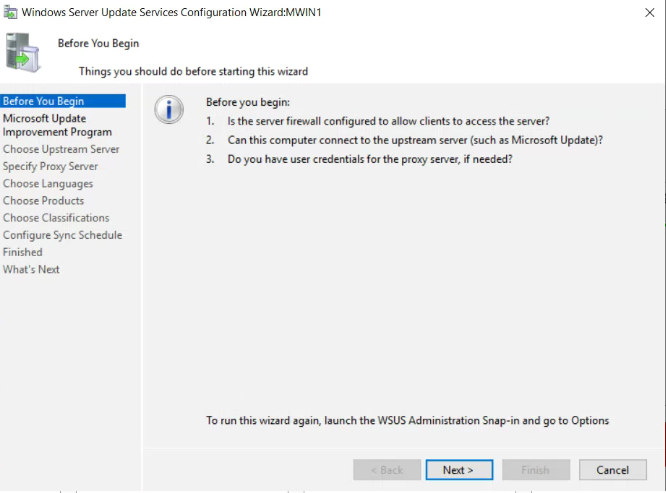 Windows Server Update Services Configuration Wizard:MWIN1
Before You Begin
Things you should do before starting this wizard
Before You Begin
Microsoft Update
Improvement Program
Choose Upstream Server
Specify Proxy Server
Choose Languages
Choose Products
Choose Classifications
Configure Sync Schedule
Finished
What's Next
Before you begin:
1. Is the server firewall configured to allow clients to access the server?
2. Can this computer connect to the upstream server (such as Microsoft Update)?
3. Do you have user credentials for the proxy server, if needed?
To run this wizard again, launch the WSUS Administration Snap-in and go to Options
< Back Next > Finish Cancel